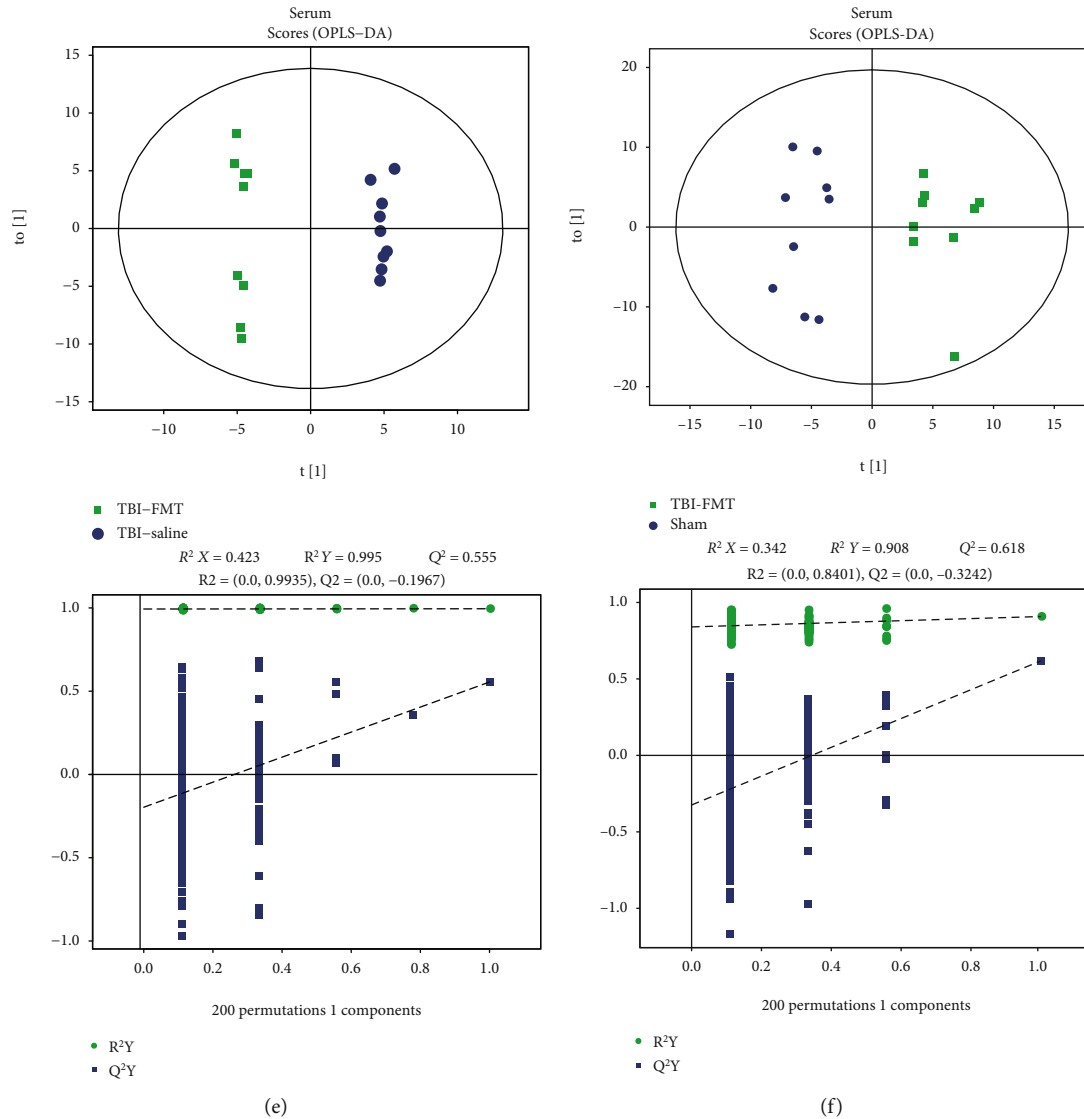 Serum
Scores (OPLS–DA)
15
10
5
0
−5
−10
−15
to [1]
−10 −5 0 5 10
t [1]
TBI–FMT
TBI–saline
R² X = 0.423 R² Y = 0.995 Q² = 0.555
R2 = (0.0, 0.9935), Q2 = (0.0, −0.1967)
1.0
0.5
0.0
−0.5
−1.0
0.0 0.2 0.4 0.6 0.8 1.0
200 permutations 1 components
R²Y
Q²Y
(e)
Serum
Scores (OPLS-DA)
20
10
0
−10
−20
to [1]
−15 −10 −5 0 5 10 15
t [1]
TBI-FMT
Sham
R² X = 0.342 R² Y = 0.908 Q² = 0.618
R2 = (0.0, 0.8401), Q2 = (0.0, −0.3242)
1.0
0.5
0.0
−0.5
−1.0
0.0 0.2 0.4 0.6 0.8 1.0
200 permutations 1 components
R²Y
Q²Y
(f)